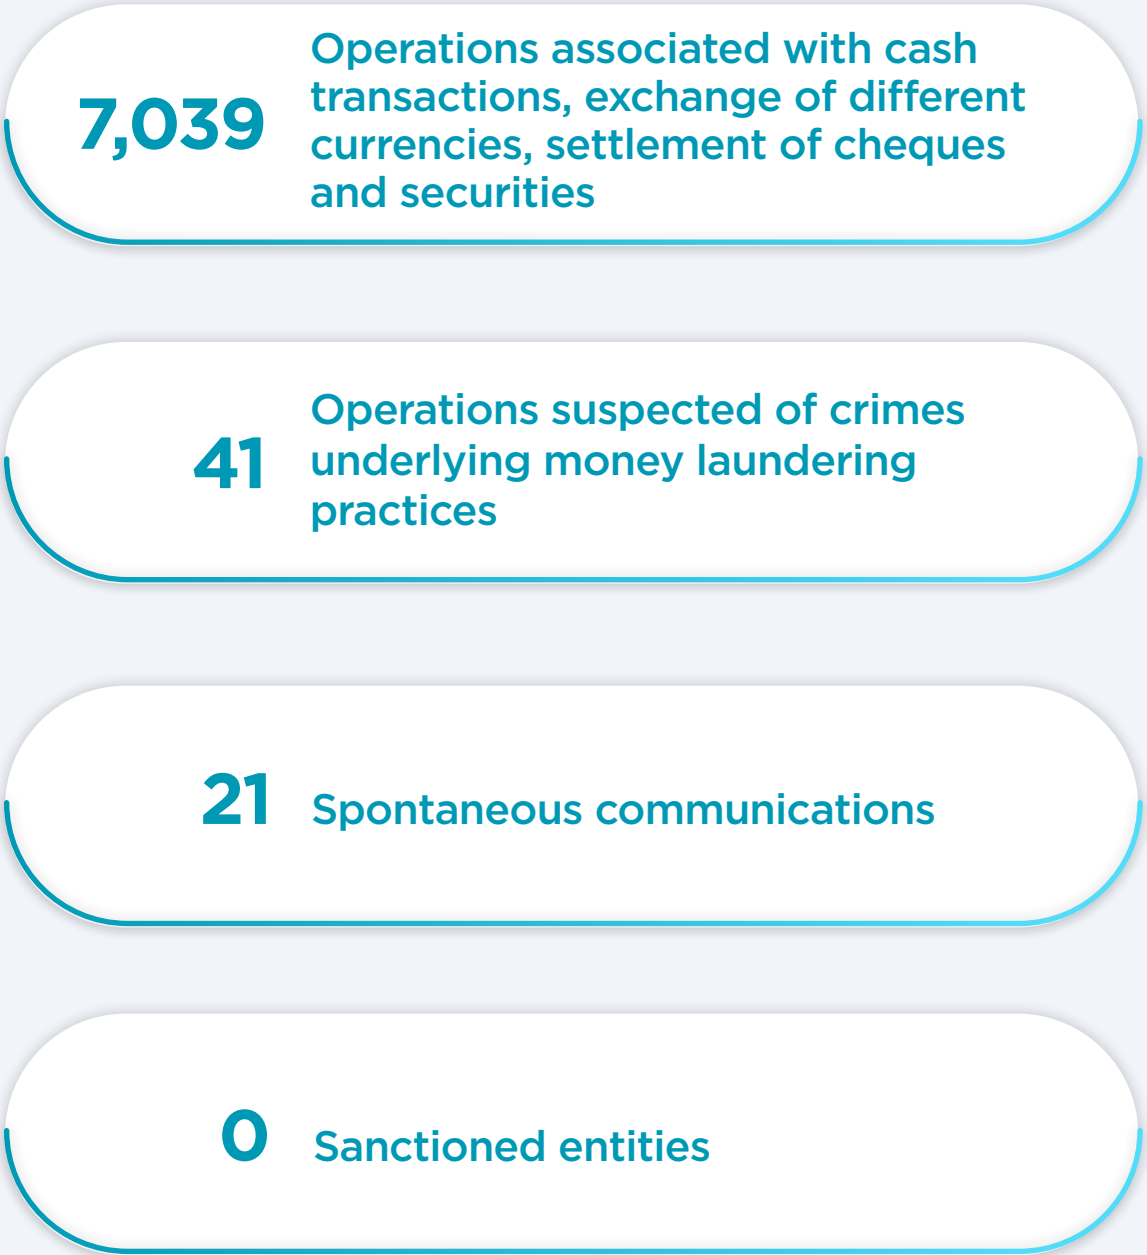 7,039
Operations associated with cash
transactions, exchange of different
currencies, settlement of cheques
and securities
41
Operations suspected of crimes
underlying money laundering
practices
21
Spontaneous communications
0
Sanctioned entities